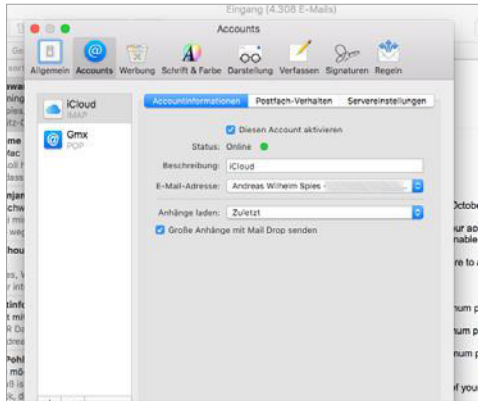 Eingang (4.308 E-Mails)
Accounts
Allgemein Accounts Werbung Schrift & Farbe Darstellung Verfassen Signaturen Regeln
iCloud
IMAP
Gmx
POP
Accountinformationen Postfach-Verhalten Servereinstellungen
Diesen Account aktivieren
Status: Online
Beschreibung: iCloud
E-Mail-Adresse: Andreas Wilhelm Spies -
Anhänge laden: Zuletzt
Große Anhänge mit Mail Drop senden